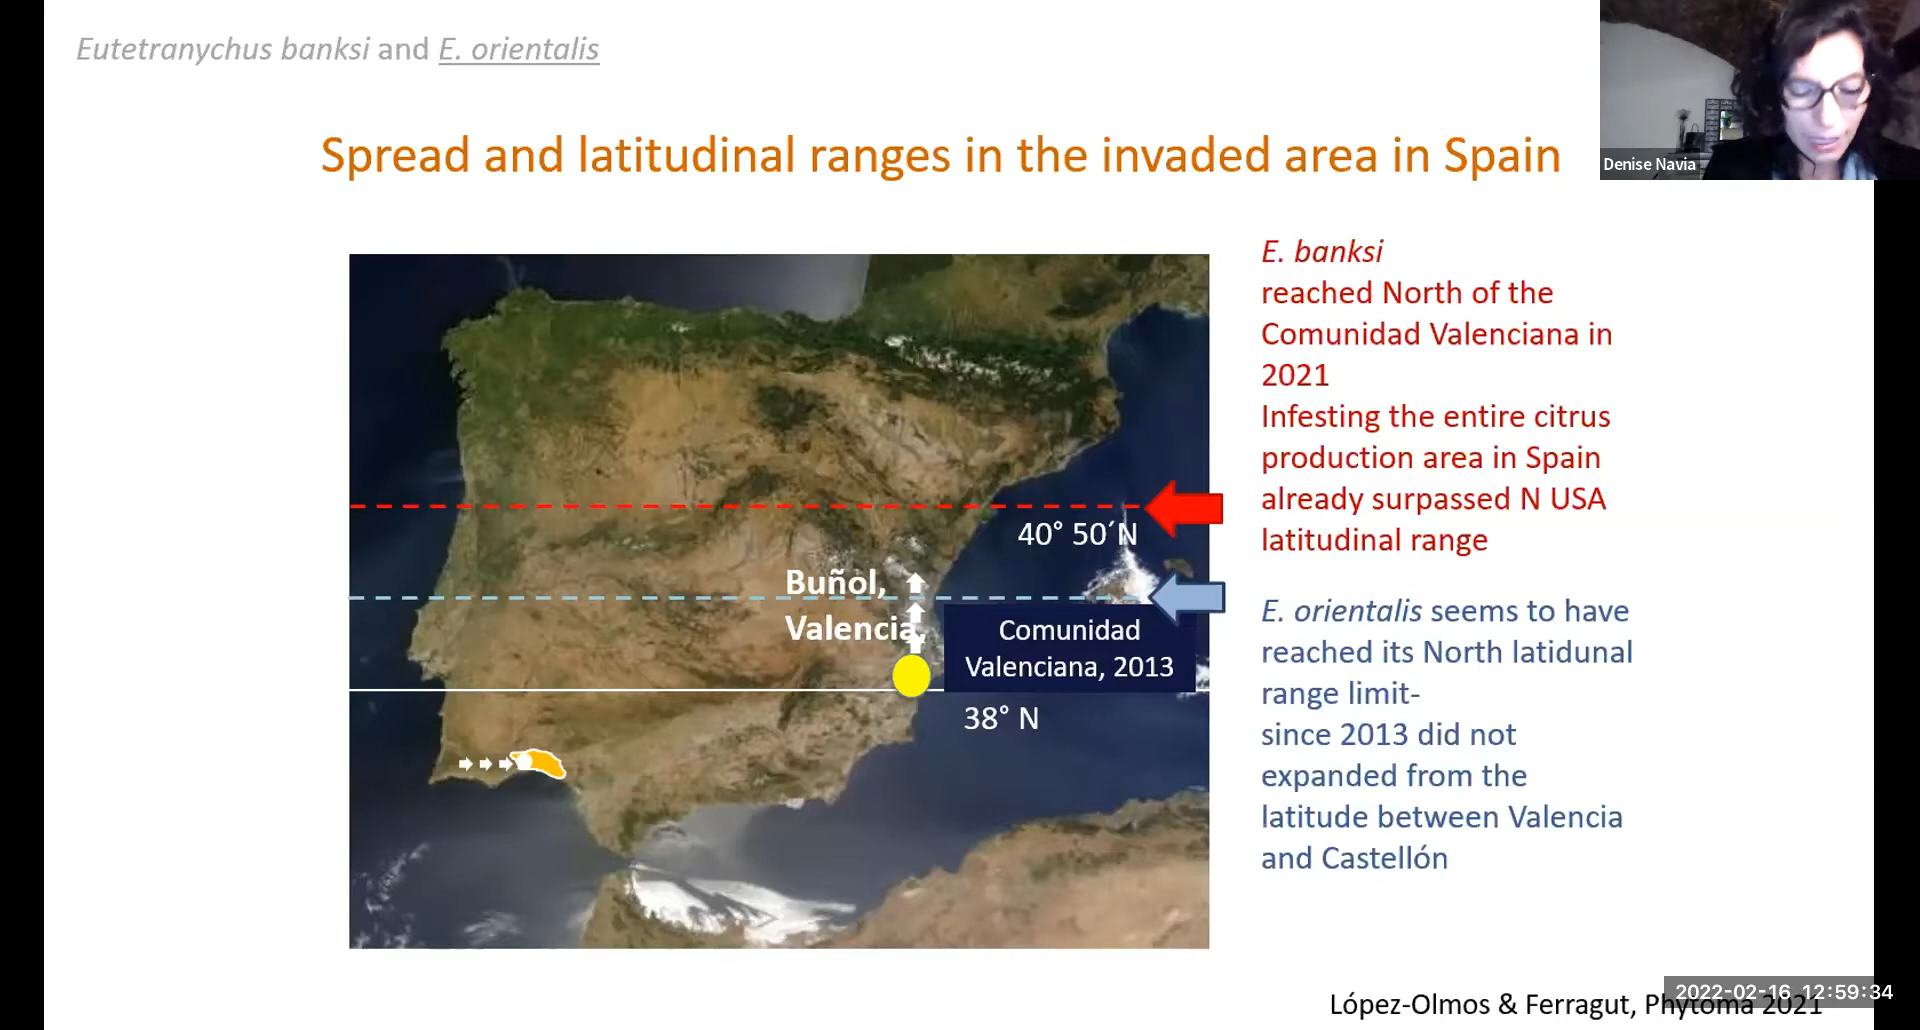 Eutetranychus banksi and E. orientalis
Denise Navia
Spread and latitudinal ranges in the invaded area in Spain
E. banksi
reached North of the
Comunidad Valenciana in
2021
Infesting the entire citrus
production area in Spain
already surpassed N USA
latitudinal range
40° 50´N
Buñol,
Valencia,
Comunidad
Valenciana, 2013
38° N
E. orientalis seems to have
reached its North latidunal
range limit-
since 2013 did not
expanded from the
latitude between Valencia
and Castellón
López-Olmos & Ferragut, Phytoma 2021
2022-02-16 12:59:34